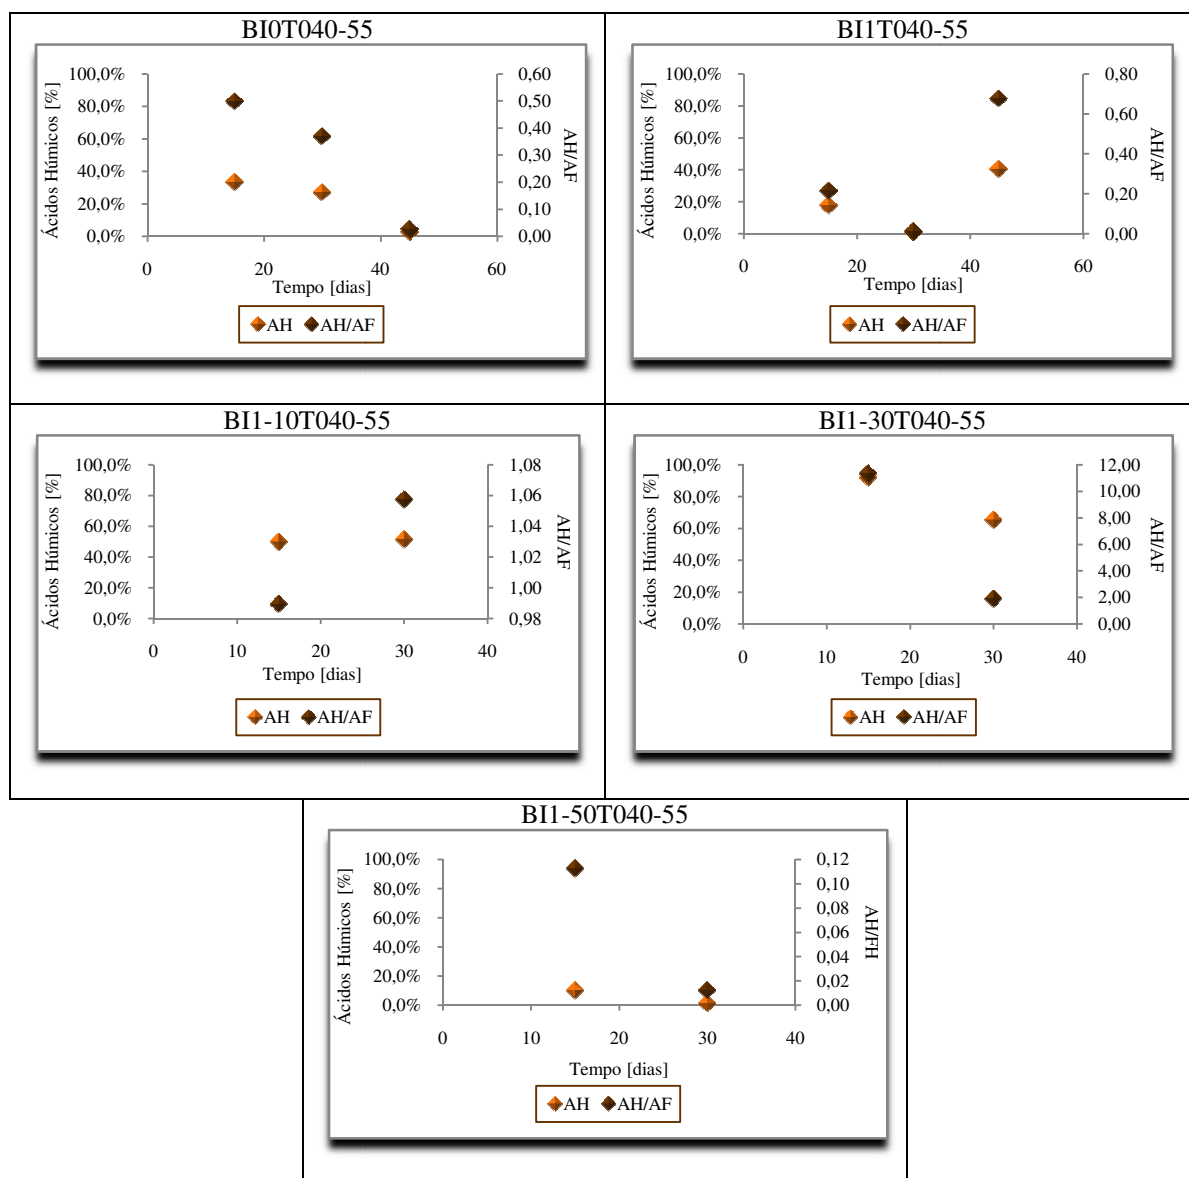 BI0T040-55
Ácidos Húmicos [%]
100,0%
80,0%
60,0%
40,0%
20,0%
0,0%
0,60
0,50
0,40
0,30
0,20
0,10
0,00
AH/AF
0 20 40 60
Tempo [dias]
AH AH/AF
BI1T040-55
Ácidos Húmicos [%]
100,0%
80,0%
60,0%
40,0%
20,0%
0,0%
0,80
0,60
0,40
0,20
0,00
AH/AF
0 20 40 60
Tempo [dias]
AH AH/AF
BI1-10T040-55
Ácidos Húmicos [%]
100,0%
80,0%
60,0%
40,0%
20,0%
0,0%
1,08
1,06
1,04
1,02
1,00
0,98
AH/AF
0 10 20 30 40
Tempo [dias]
AH AH/AF
BI1-30T040-55
Ácidos Húmicos [%]
100,0%
80,0%
60,0%
40,0%
20,0%
0,0%
12,00
10,00
8,00
6,00
4,00
2,00
0,00
AH/AF
0 10 20 30 40
Tempo [dias]
AH AH/AF
BI1-50T040-55
Ácidos Húmicos [%]
100,0%
80,0%
60,0%
40,0%
20,0%
0,0%
0,12
0,10
0,08
0,06
0,04
0,02
0,00
AH/FH
0 10 20 30 40
Tempo [dias]
AH AH/AF